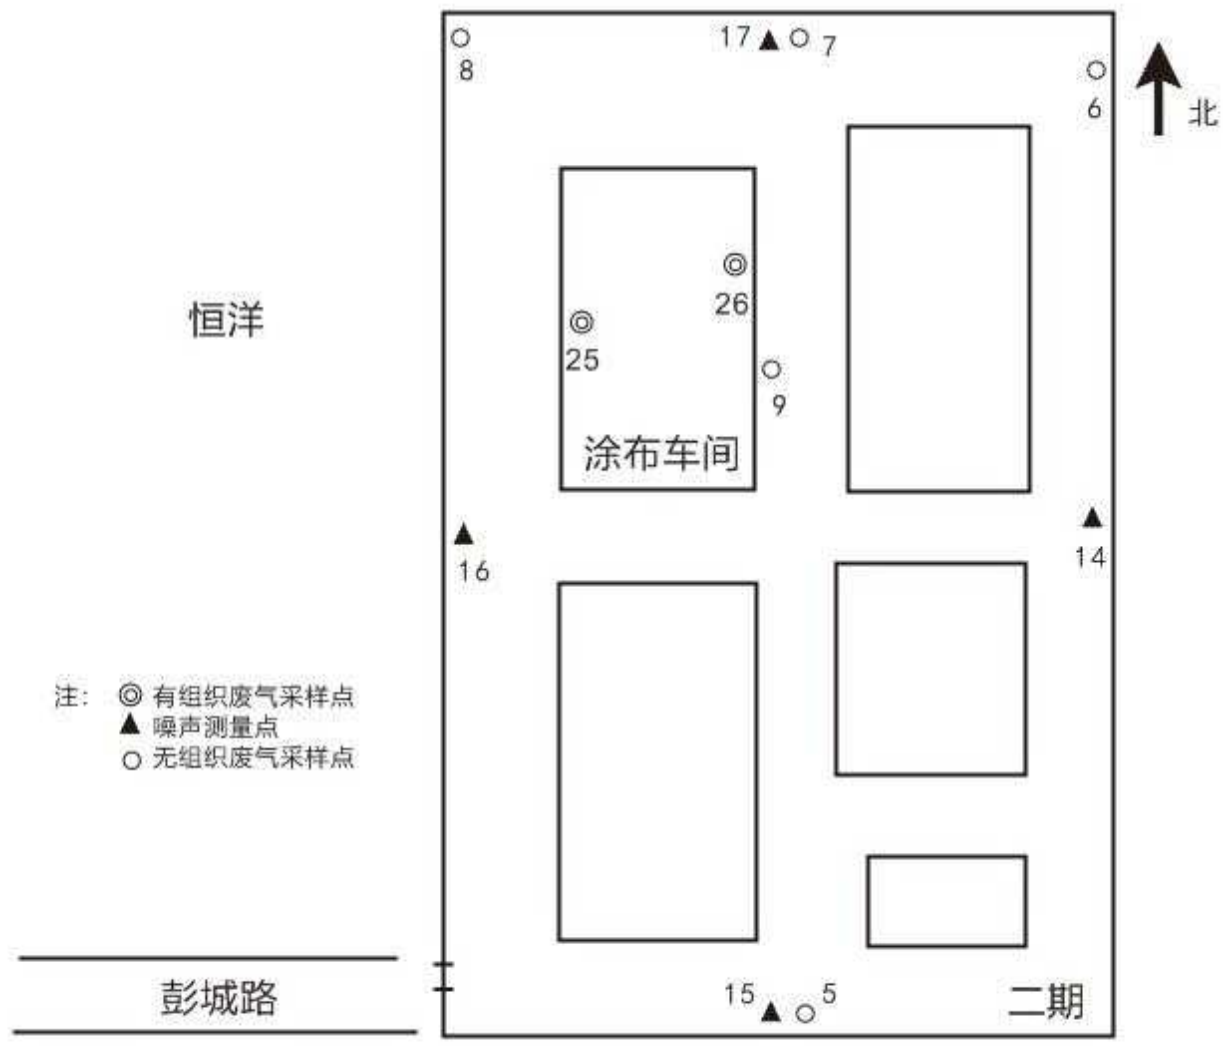 17 7
8
6
北
26
恒洋
25
9
涂布车间
16
14
注: ◎ 有组织废气采样点
▲ 噪声测量点
○ 无组织废气采样点
彭城路
15 5
二期